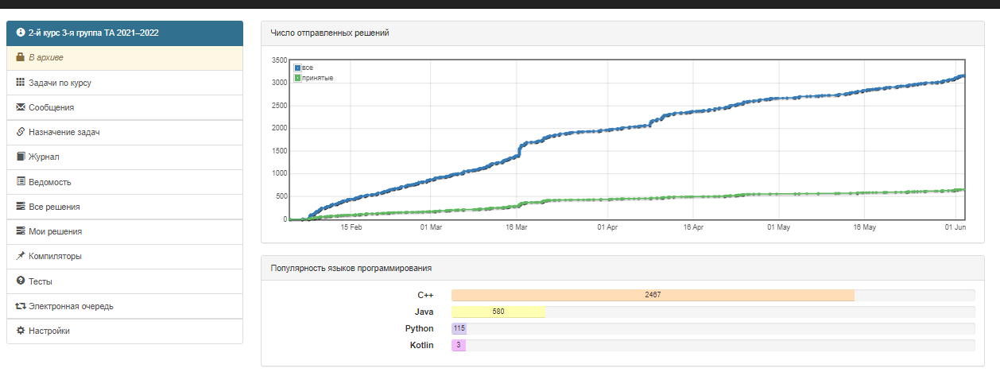 2-й курс 3-я группа ТА 2021–2022
В архиве
Задачи по курсу
Сообщения
Назначение задач
Журнал
Ведомость
Все решения
Мои решения
Компиляторы
Тесты
Электронная очередь
Настройки
Число отправленных решений
3500
3000
2500
2000
1500
1000
500
0
все
принятые
15 Feb 01 Mar 16 Mar 01 Apr 16 Apr 01 May 16 May 01 Jun
Популярность языков программирования
C++ 2467
Java 580
Python 115
Kotlin 3